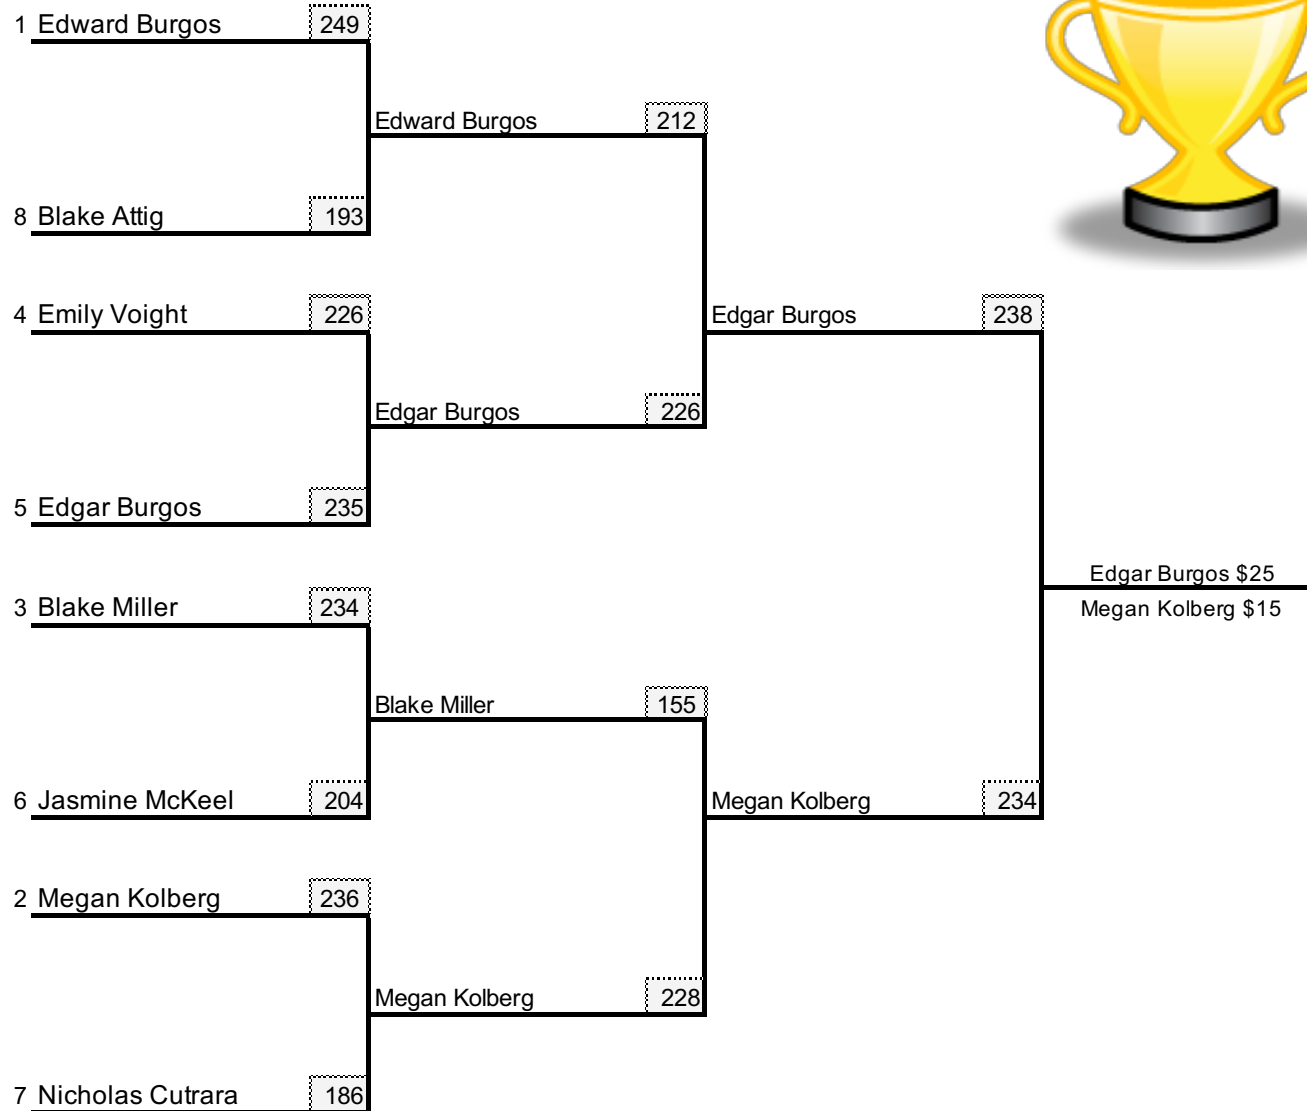 1 Edward Burgos 249
Edward Burgos 212
8 Blake Attig 193
4 Emily Voight 226
Edgar Burgos 238
Edgar Burgos 226
5 Edgar Burgos 235
Edgar Burgos $25
3 Blake Miller 234
Megan Kolberg $15
Blake Miller 155
6 Jasmine McKeel 204
Megan Kolberg 234
2 Megan Kolberg 236
Megan Kolberg 228
7 Nicholas Cutrara 186